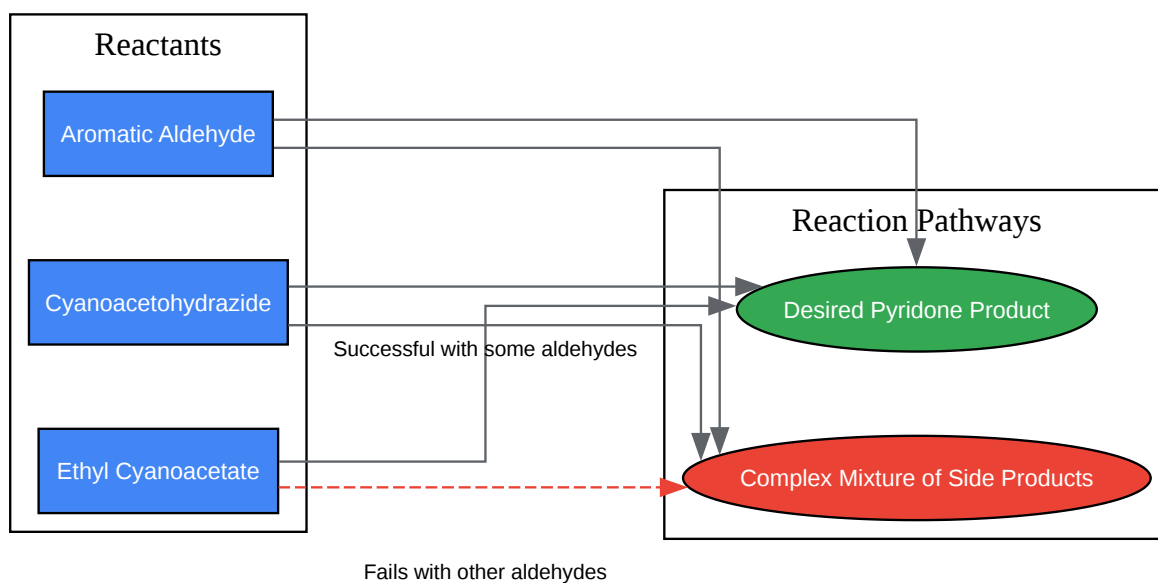 Reactants
Aromatic Aldehyde
Cyanoacetohydrazide
Ethyl Cyanoacetate
Successful with some aldehydes
Fails with other aldehydes
Reaction Pathways
Desired Pyridone Product
Complex Mixture of Side Products